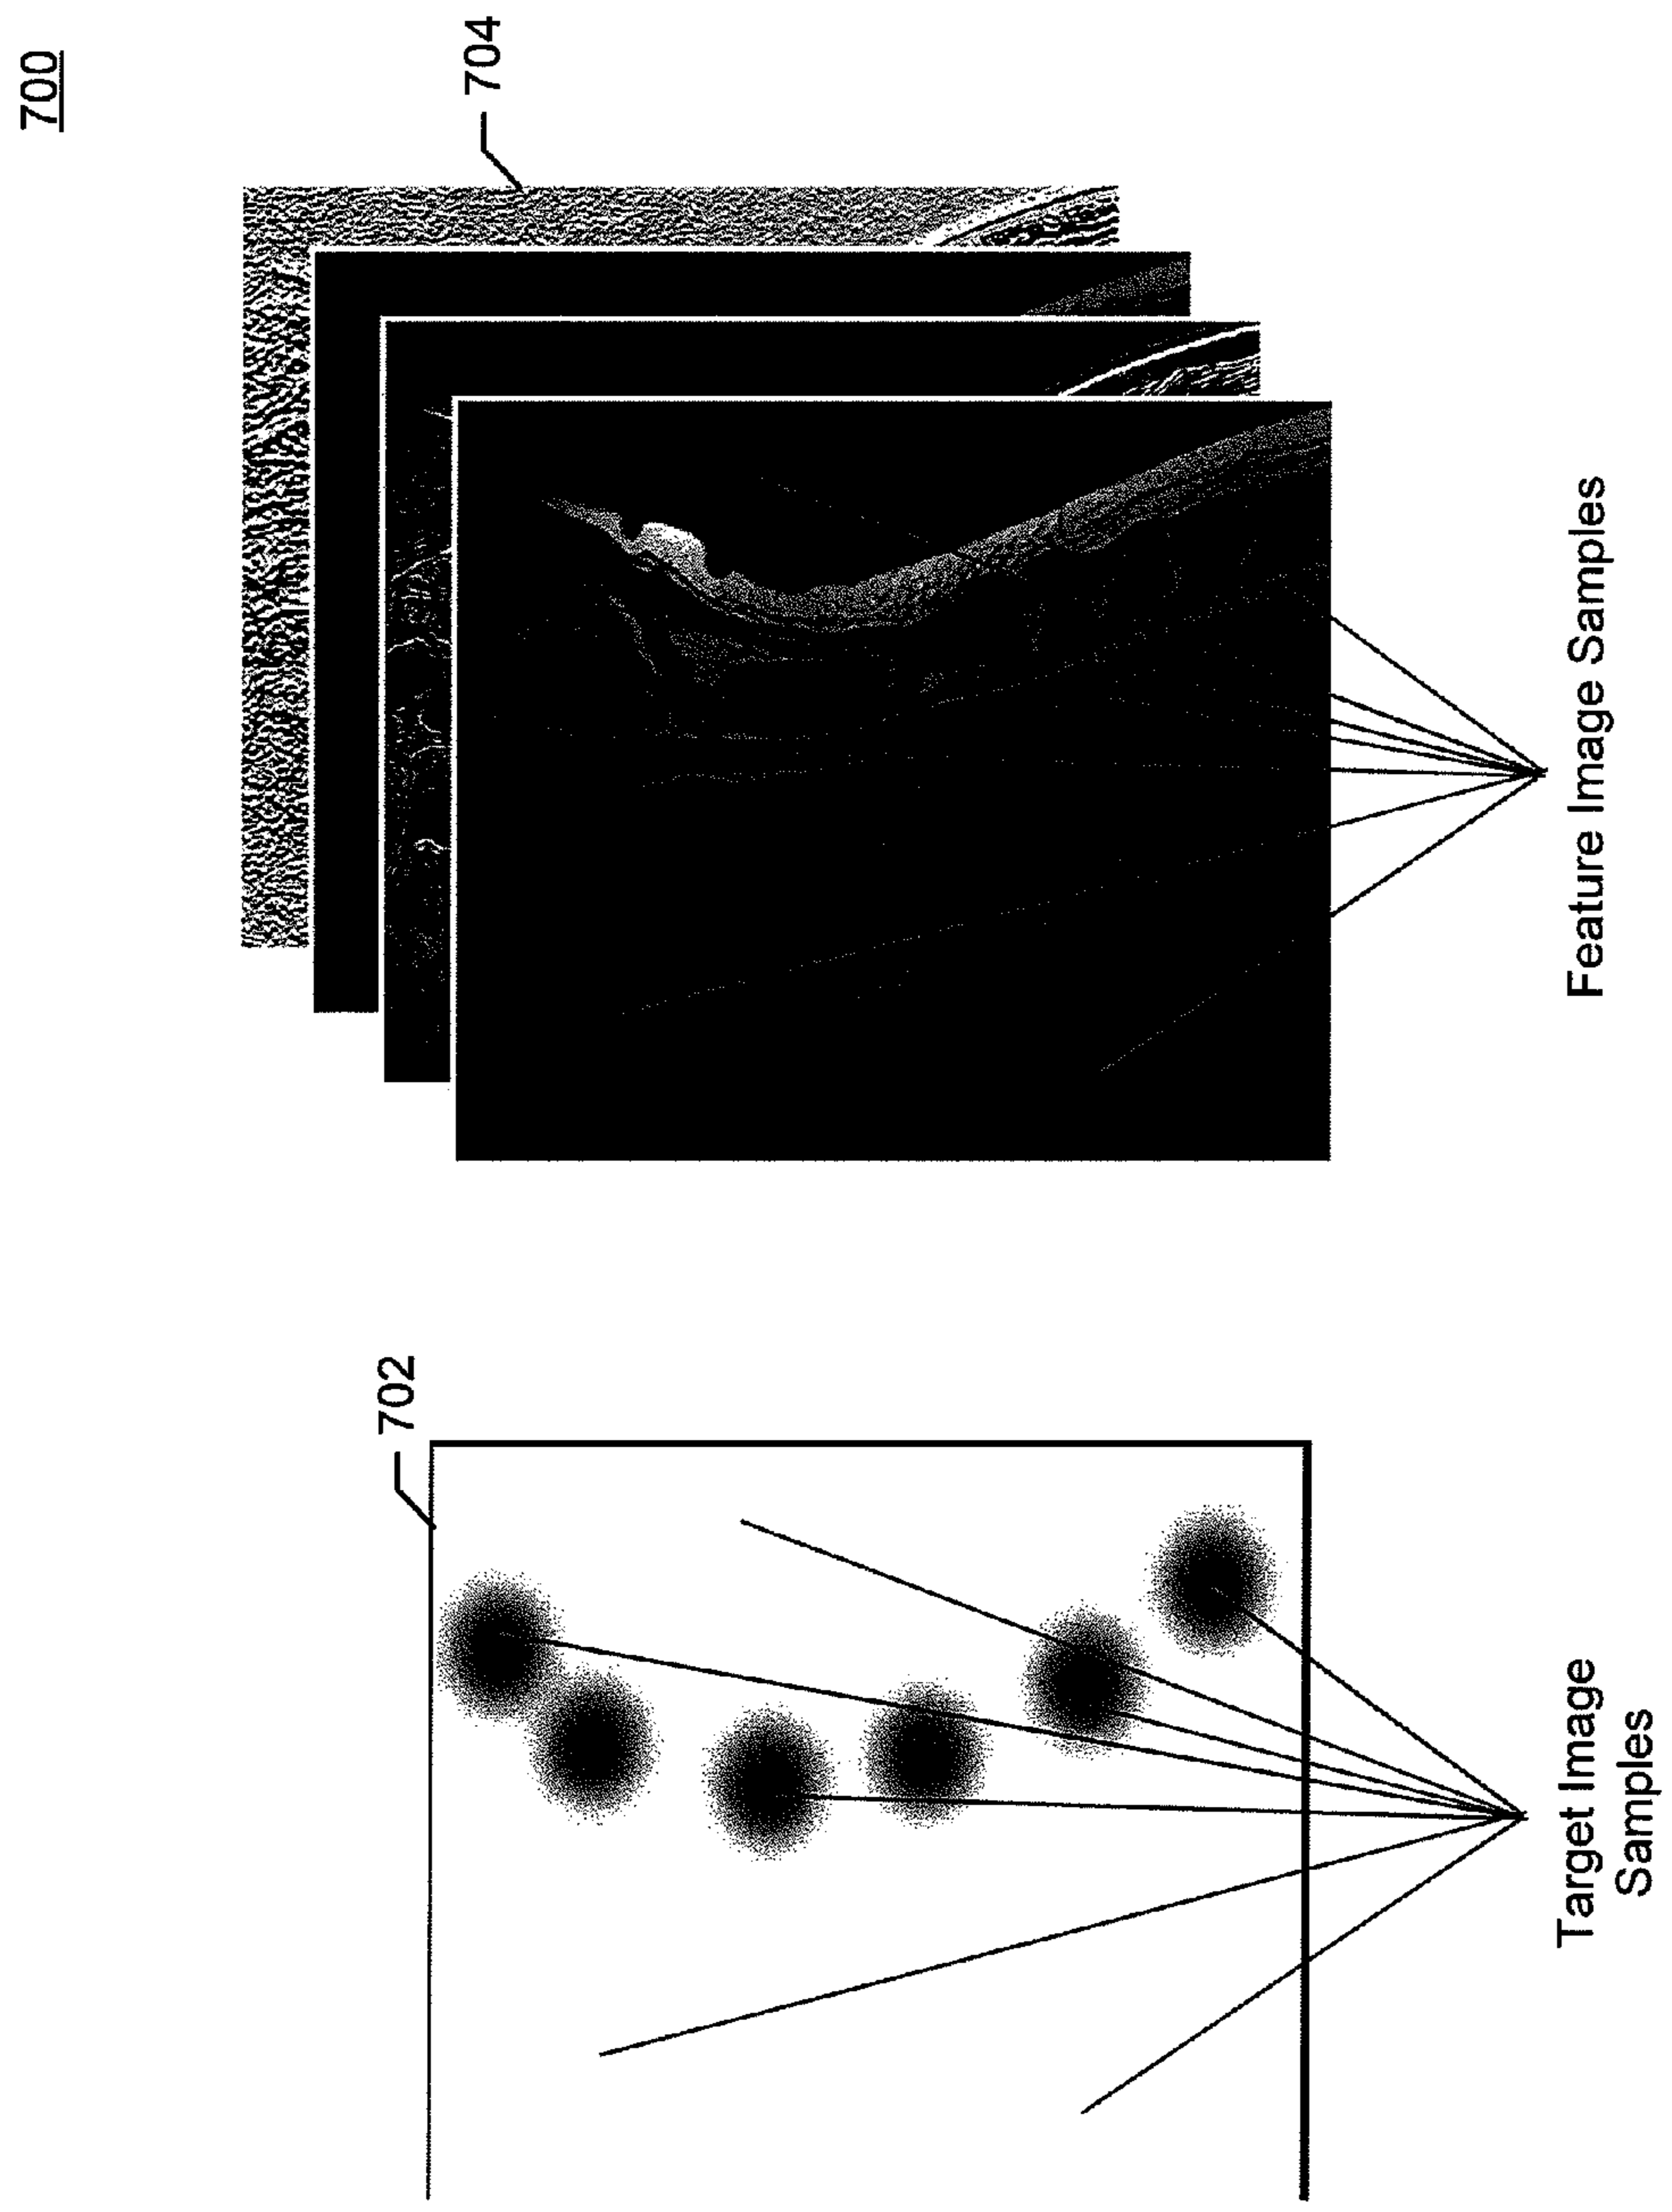 700
702
704
Target Image
Samples
Feature Image Samples